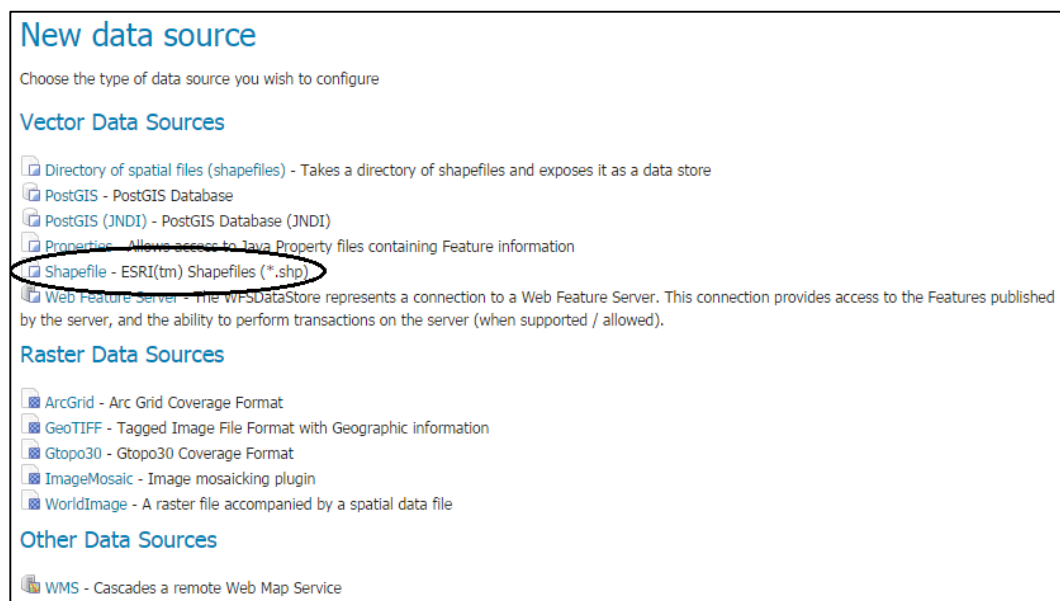 New data source
Choose the type of data source you wish to configure
Vector Data Sources
Directory of spatial files (shapefiles) - Takes a directory of shapefiles and exposes it as a data store
PostGIS - PostGIS Database
PostGIS (JNDI) - PostGIS Database (JNDI)
Properties - Allows access to Java Property files containing Feature information
Shapefile - ESRI(tm) Shapefiles (*.shp)
Web Feature Server - The WFSDataStore represents a connection to a Web Feature Server. This connection provides access to the Features published
by the server, and the ability to perform transactions on the server (when supported / allowed).
Raster Data Sources
ArcGrid - Arc Grid Coverage Format
GeoTIFF - Tagged Image File Format with Geographic information
Gtopo30 - Gtopo30 Coverage Format
ImageMosaic - Image mosaicking plugin
WorldImage - A raster file accompanied by a spatial data file
Other Data Sources
WMS - Cascades a remote Web Map Service